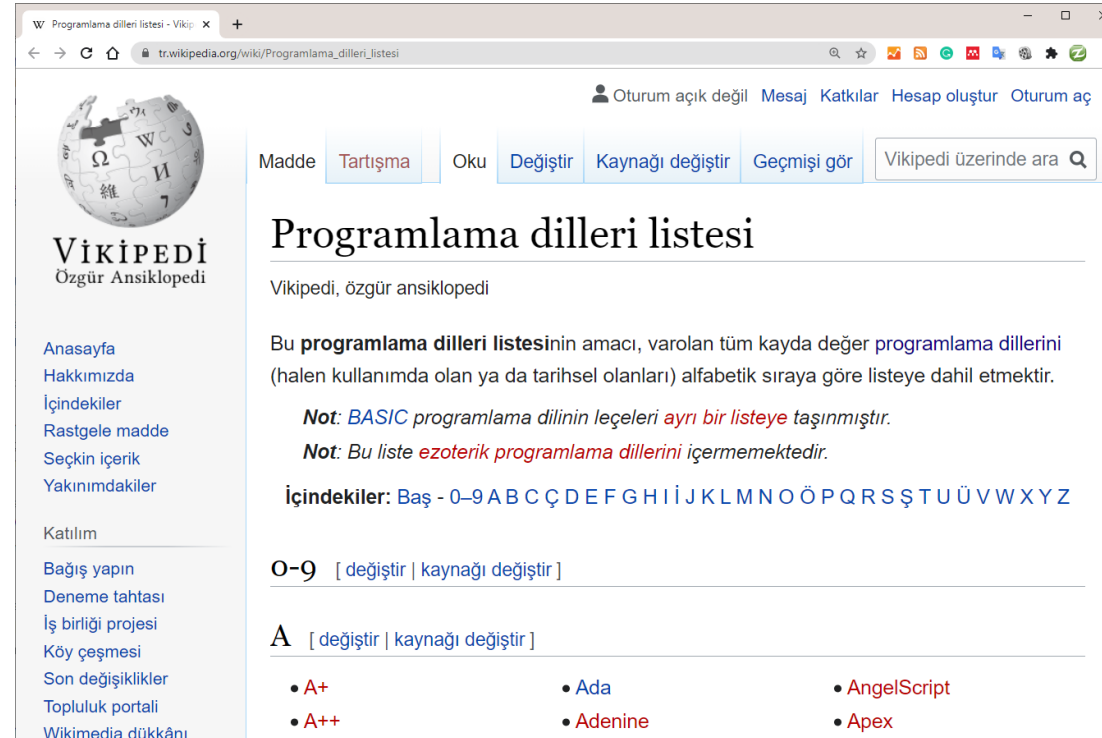 Programlama dilleri listesi - Vikip
tr.wikipedia.org/wiki/Programlama_dilleri_listesi
Oturum açık değil Mesaj Katkılar Hesap oluştur Oturum aç
Madde Tartışma Oku Değiştir Kaynağı değiştir Geçmişi gör Vikipedi üzerinde ara
VİKİPEDİ
Özgür Ansiklopedi
Programlama dilleri listesi
Vikipedi, özgür ansiklopedi
Bu programlama dilleri listesinin amacı, varolan tüm kayda değer programlama dillerini
(halen kullanımda olan ya da tarihsel olanları) alfabetik sıraya göre listeye dahil etmektir.
Not: BASIC programlama dilinin leçeleri ayrı bir listeye taşınmıştır.
Not: Bu liste ezoterik programlama dillerini içermemektedir.
İçindekiler: Baş - 0–9 A B C Ç D E F G H I İ J K L M N O Ö P Q R S Ş T U Ü V W X Y Z
0-9 [ değiştir | kaynağı değiştir ]
A [ değiştir | kaynağı değiştir ]
• A+ • Ada • AngelScript
• A++ • Adenine • Apex
Anasayfa
Hakkımızda
İçindekiler
Rastgele madde
Seçkin içerik
Yakınımdakiler
Katılım
Bağış yapın
Deneme tahtası
İş birliği projesi
Köy çeşmesi
Son değişiklikler
Topluluk portali
Wikimedia dükkânı